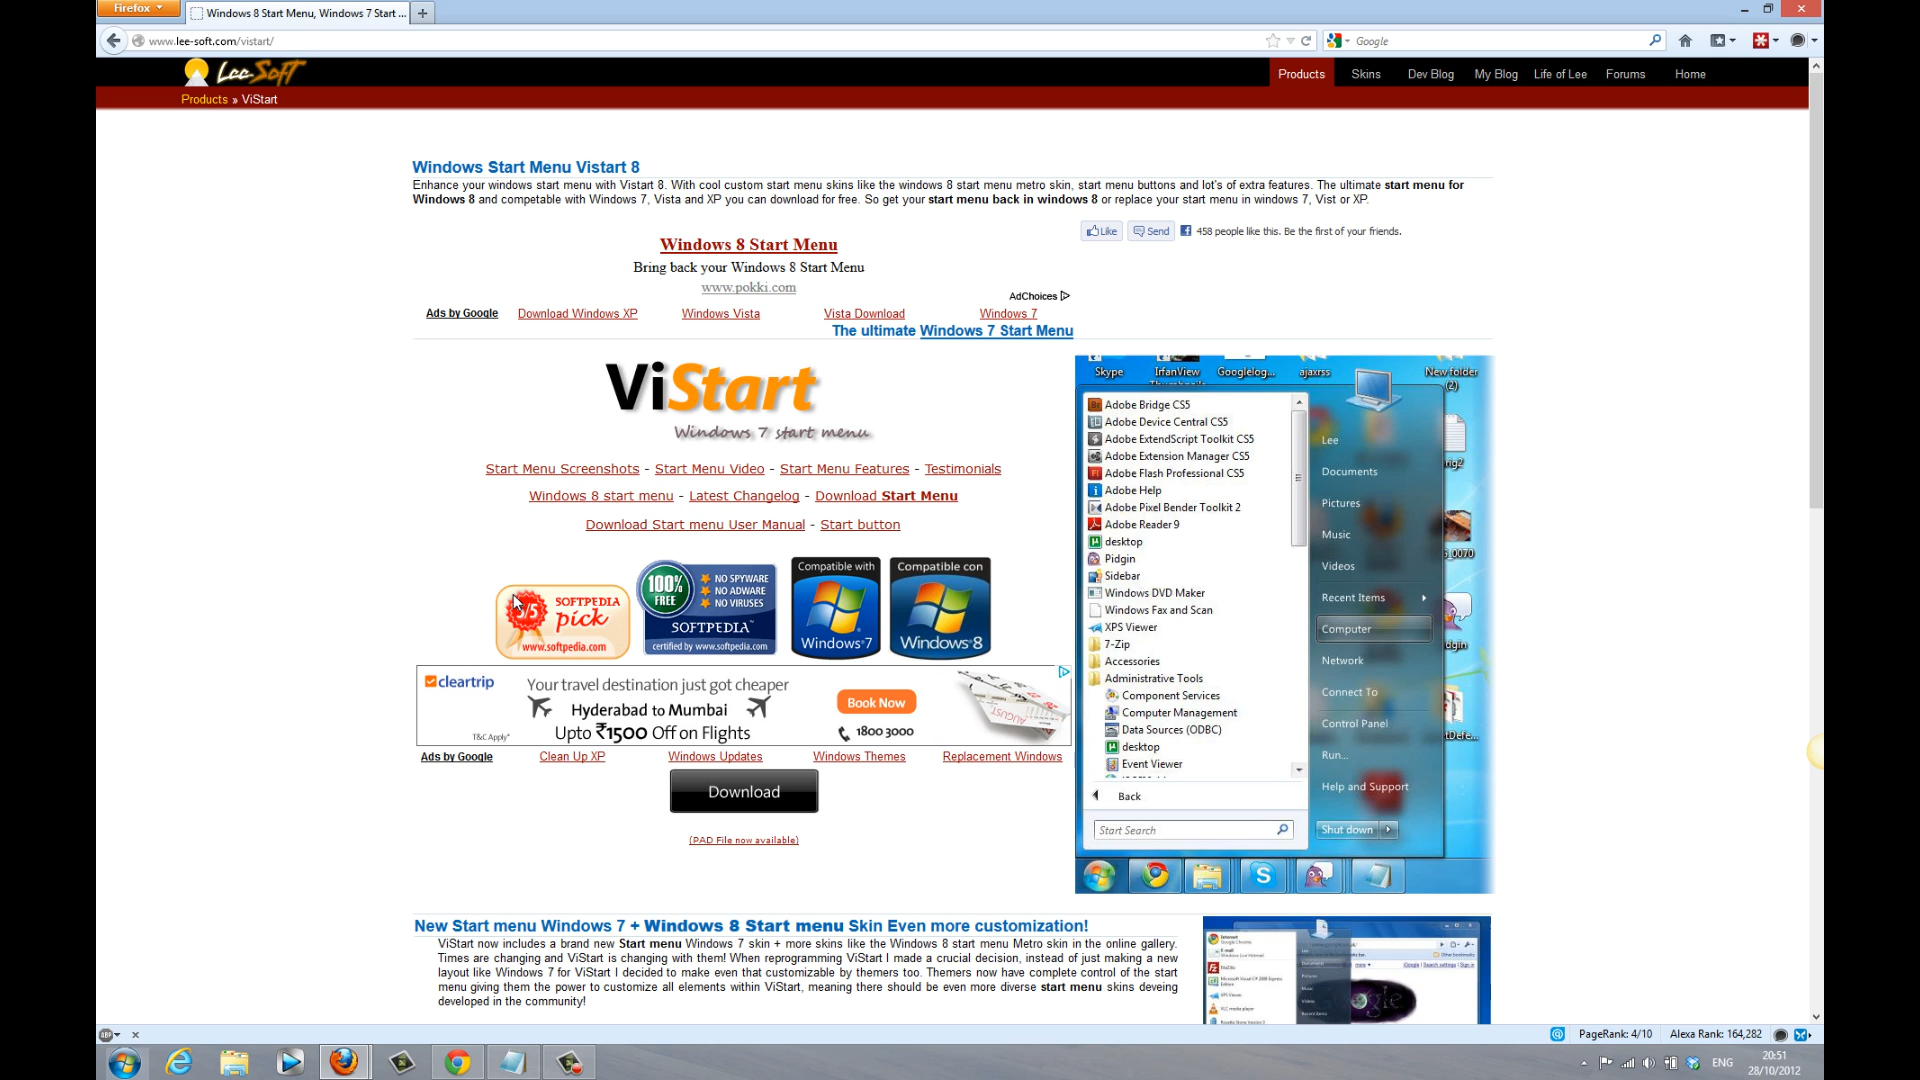 Firefox
Windows 8 Start Menu, Windows 7 Start ...
www.lee-soft.com/vistart/
Google
Lee-Soft
Products
Skins
Dev Blog
My Blog
Life of Lee
Forums
Home
Products » ViStart
Windows Start Menu Vistart 8
Enhance your windows start menu with Vistart 8. With cool custom start menu skins like the windows 8 start menu metro skin, start menu buttons and lot's of extra features. The ultimate start menu for
Windows 8 and competable with Windows 7, Vista and XP you can download for free. So get your start menu back in windows 8 or replace your start menu in windows 7, Vist or XP.
Like
Send
458 people like this. Be the first of your friends.
Windows 8 Start Menu
Bring back your Windows 8 Start Menu
www.pokki.com
AdChoices
Ads by Google
Download Windows XP
Windows Vista
Vista Download
Windows 7
The ultimate Windows 7 Start Menu
ViStart
Windows 7 start menu
Start Menu Screenshots - Start Menu Video - Start Menu Features - Testimonials
Windows 8 start menu - Latest Changelog - Download Start Menu
Download Start menu User Manual - Start button
5/5
SOFTPEDIA
pick
www.softpedia.com
100%
FREE
NO SPYWARE
NO ADWARE
NO VIRUSES
SOFTPEDIA
certified by www.softpedia.com
Compatible with
Windows 7
Compatible con
Windows 8
cleartrip
Your travel destination just got cheaper
Hyderabad to Mumbai
Upto ₹1500 Off on Flights
T&C Apply*
Book Now
1800 3000
AUGUST
Ads by Google
Clean Up XP
Windows Updates
Windows Themes
Replacement Windows
Download
(PAD File now available)
Skype
IrfanView
Googlelog...
ajaxrss
New folder
(2)
Adobe Bridge CS5
Adobe Device Central CS5
Adobe ExtendScript Toolkit CS5
Adobe Extension Manager CS5
Adobe Flash Professional CS5
Adobe Help
Adobe Pixel Bender Toolkit 2
Adobe Reader 9
desktop
Pidgin
Sidebar
Windows DVD Maker
Windows Fax and Scan
XPS Viewer
7-Zip
Accessories
Administrative Tools
Component Services
Computer Management
Data Sources (ODBC)
desktop
Event Viewer
Back
Start Search
Lee
Documents
Pictures
Music
Videos
Recent Items
Computer
Network
Connect To
Control Panel
Run...
Help and Support
Shut down
New Start menu Windows 7 + Windows 8 Start menu Skin Even more customization!
ViStart now includes a brand new Start menu Windows 7 skin + more skins like the Windows 8 start menu Metro skin in the online gallery.
Times are changing and ViStart is changing with them! When reprogramming ViStart I made a crucial decision, instead of just making a new
layout like Windows 7 for ViStart I decided to make even that customizable by themers too. Themers now have complete control of the start
menu giving them the power to customize all elements within ViStart, meaning there should be even more diverse start menu skins deveing
developed in the community!
ABP
PageRank: 4/10
Alexa Rank: 164,282
ENG
20:51
28/10/2012